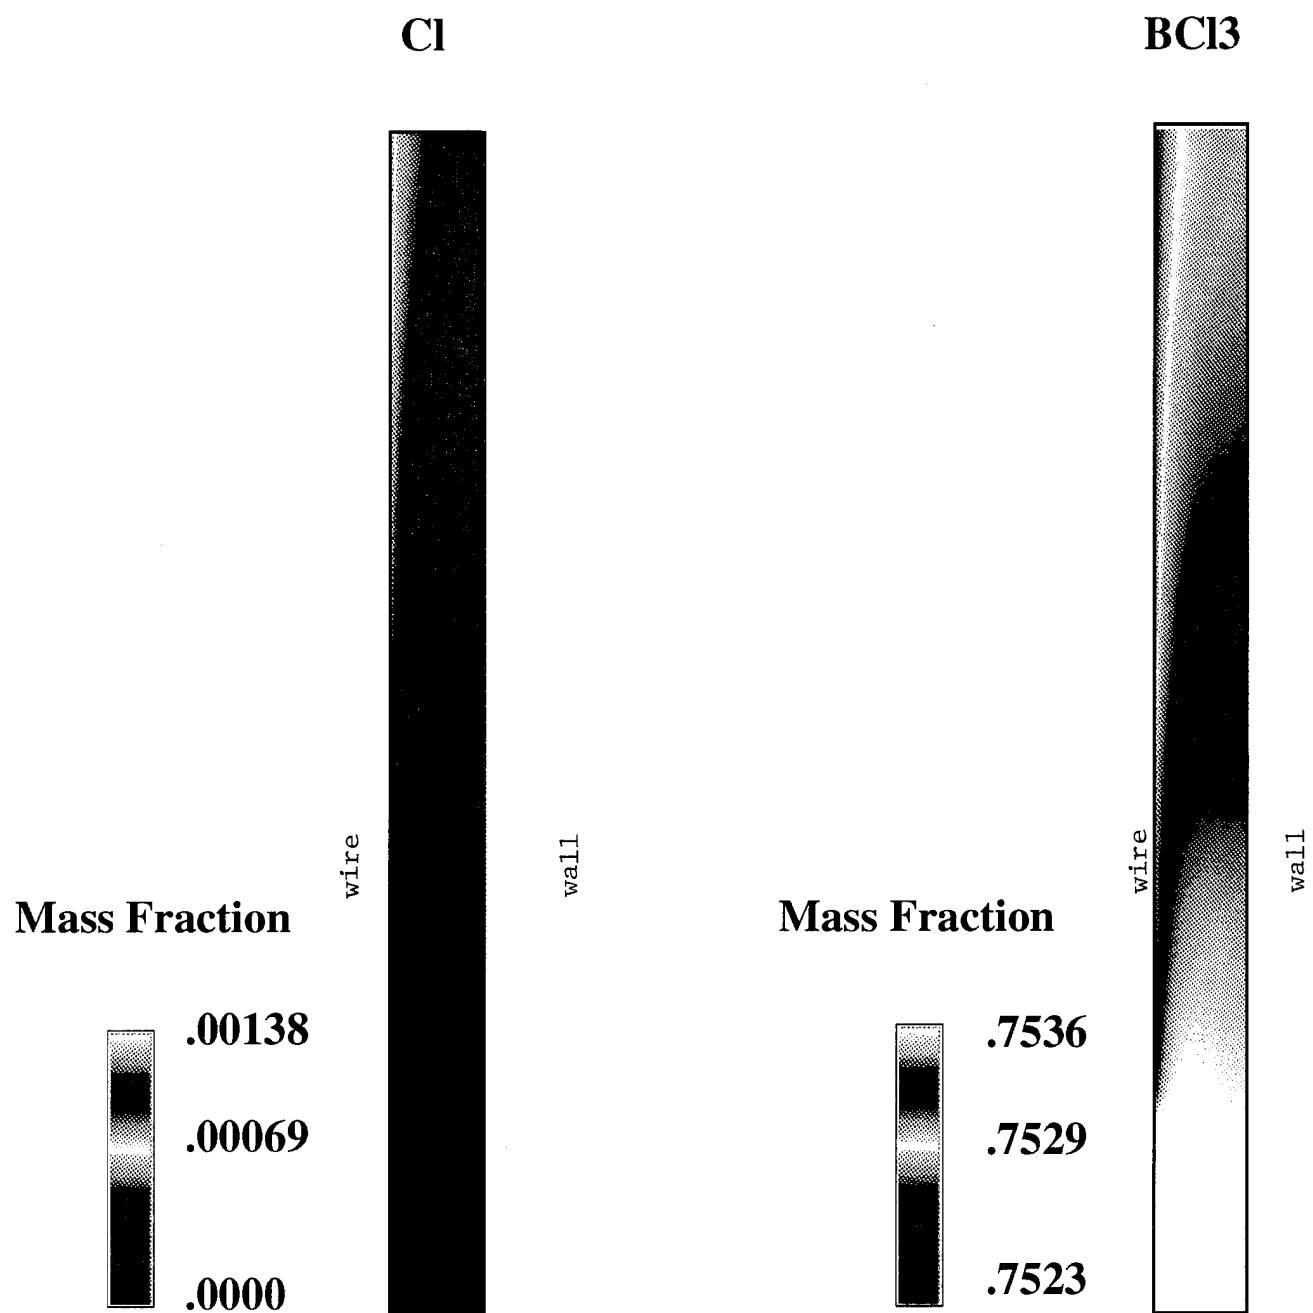 Cl
BCl3
wire
wall
wire
wall
Mass Fraction
Mass Fraction
.00138
.00069
.0000
.7536
.7529
.7523